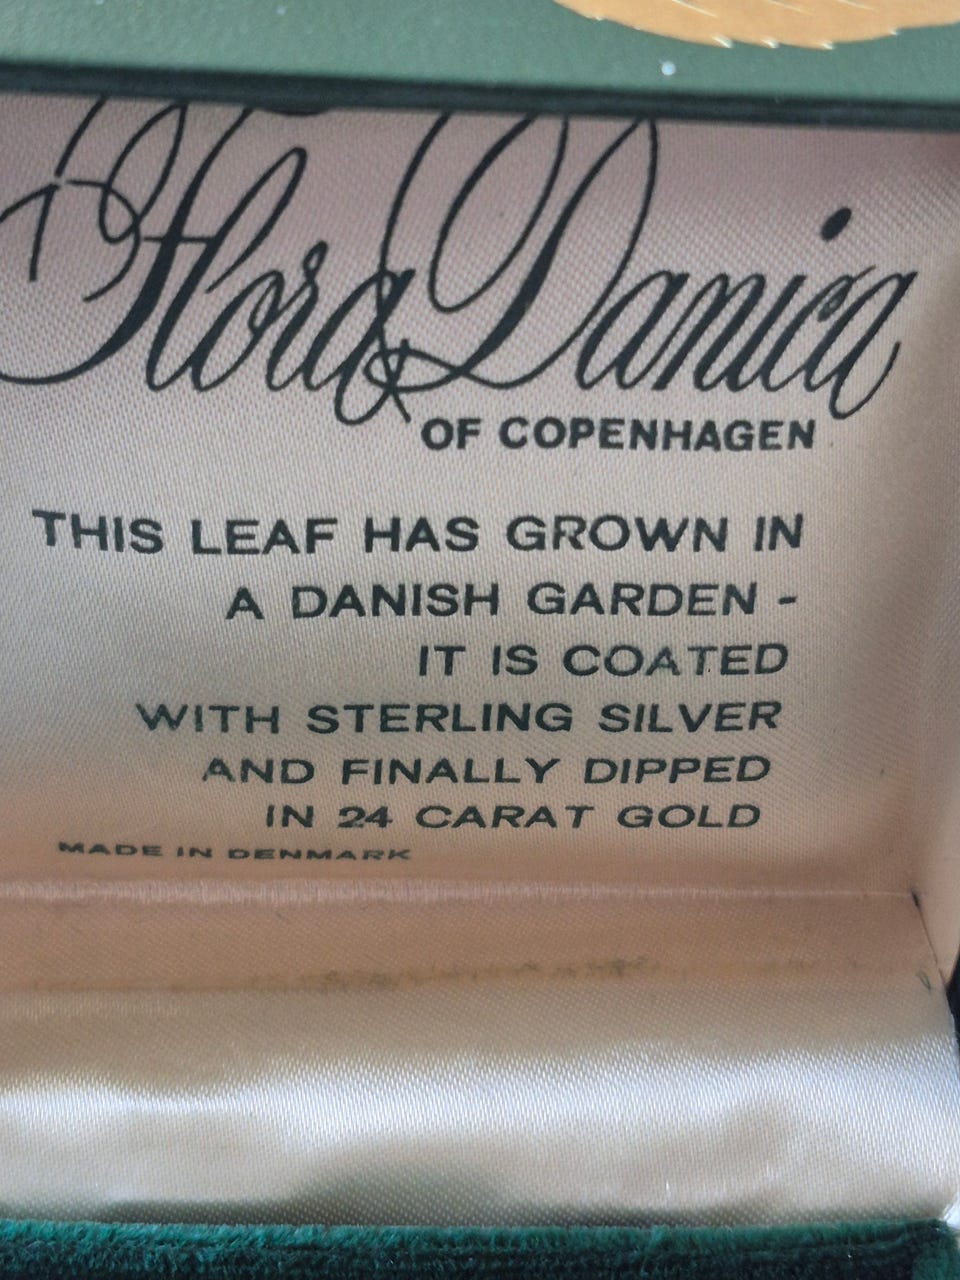 Flora Danica
OF COPENHAGEN
THIS LEAF HAS GROWN IN
A DANISH GARDEN -
IT IS COATED
WITH STERLING SILVER
AND FINALLY DIPPED
IN 24 CARAT GOLD
MADE IN DENMARK